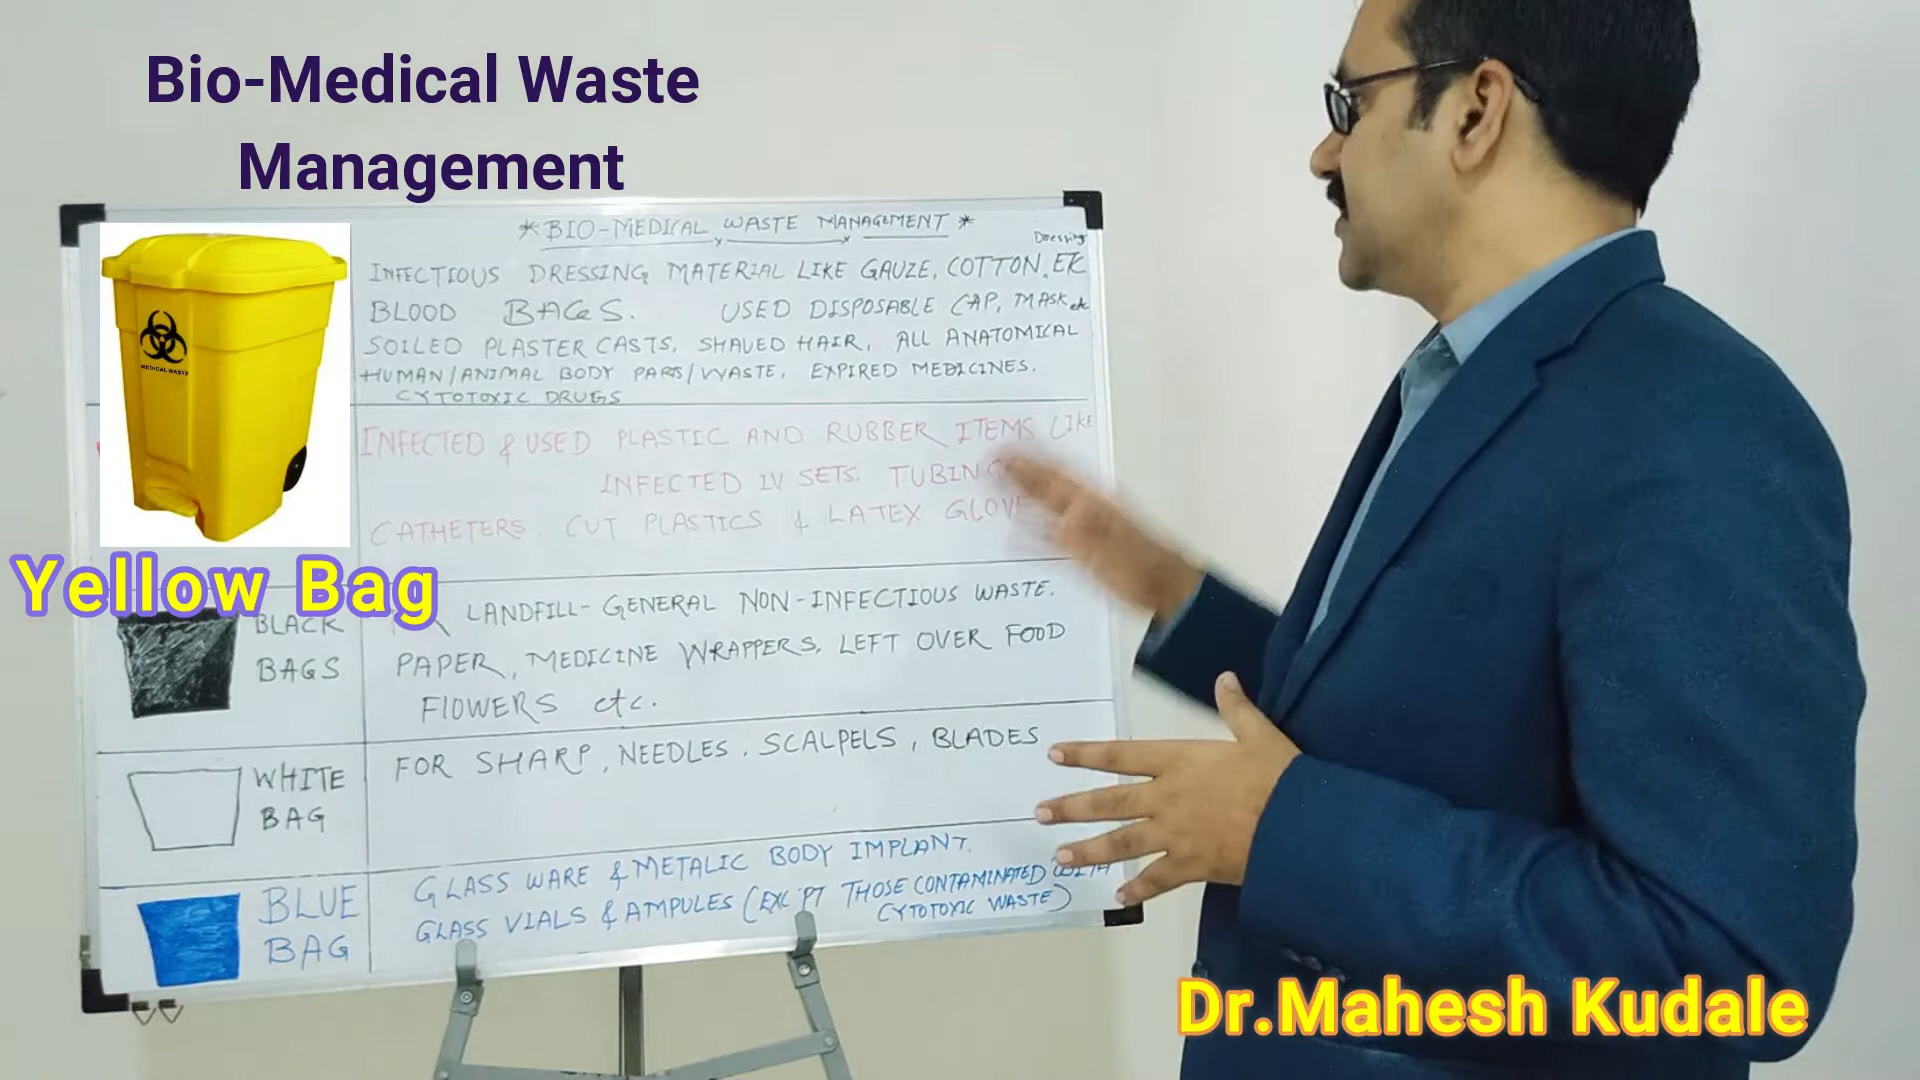 Bio-Medical Waste
Management
*BIO-MEDICAL WASTE MANAGEMENT*
Dressing
INFECTIOUS DRESSING MATERIAL LIKE GAUZE, COTTON, EtC
BLOOD BAGS. USED DISPOSABLE CAP, MASK etc
SOILED PLASTER CASTS, SHAVED HAIR, ALL ANATOMICAL
HUMAN/ANIMAL BODY PARTS/WASTE, EXPIRED MEDICINES.
CYTOTOXIC DRUGS
MEDICAL WASTE
Yellow Bag
INFECTED & USED PLASTIC AND RUBBER ITEMS LIKE
INFECTED IV SETS. TUBING
CATHETERS. CUT PLASTICS & LATEX GLOVE
BLACK
BAGS
LANDFILL-GENERAL NON-INFECTIOUS WASTE.
PAPER, MEDICINE WRAPPERS, LEFT OVER FOOD
FlOWERS etc.
WHITE
BAG
FOR SHARP, NEEDLES, SCALPELS, BLADES
BLUE
BAG
GLASS WARE & METALIC BODY IMPLANT.
GLASS VIALS & AMPULES (EXCEPT THOSE CONTAMINATED WITH
CYTOTOXIC WASTE)
Dr.Mahesh Kudale